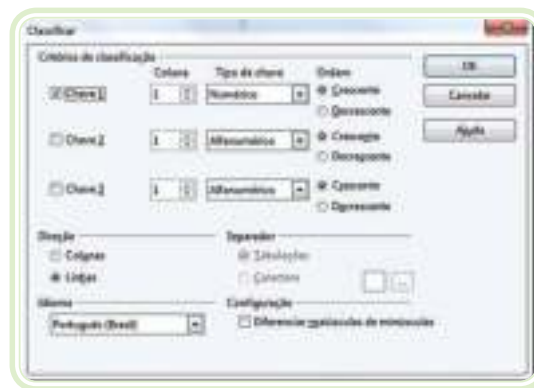 Classificar
Critérios de classificação
Coluna Tipo de chave Ordem
Chave 1 1 Numérico Crescente
Decrescente
Chave 2 1 Alfanumérico Crescente
Decrescente
Chave 3 1 Alfanumérico Crescente
Decrescente
OK
Cancelar
Ajuda
Direção
Colunas
Linhas
Separador
Tabulações
Caractere
...
Idioma
Português (Brasil)
Configuração
Diferenciar maiúsculas de minúsculas